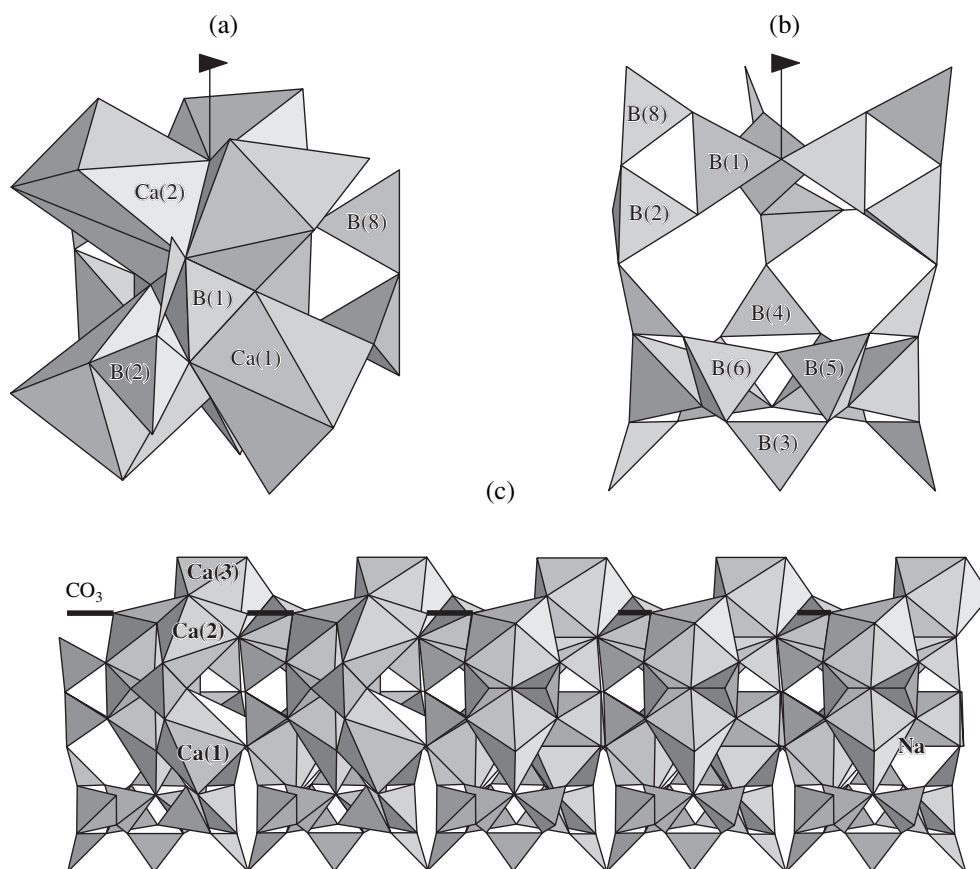 (a)
Ca(2)
B(8)
B(1)
Ca(1)
B(2)
(b)
B(8)
B(1)
B(2)
B(4)
B(6)
B(5)
B(3)
(c)
Ca(3)
CO₃
Ca(2)
Ca(1)
Na